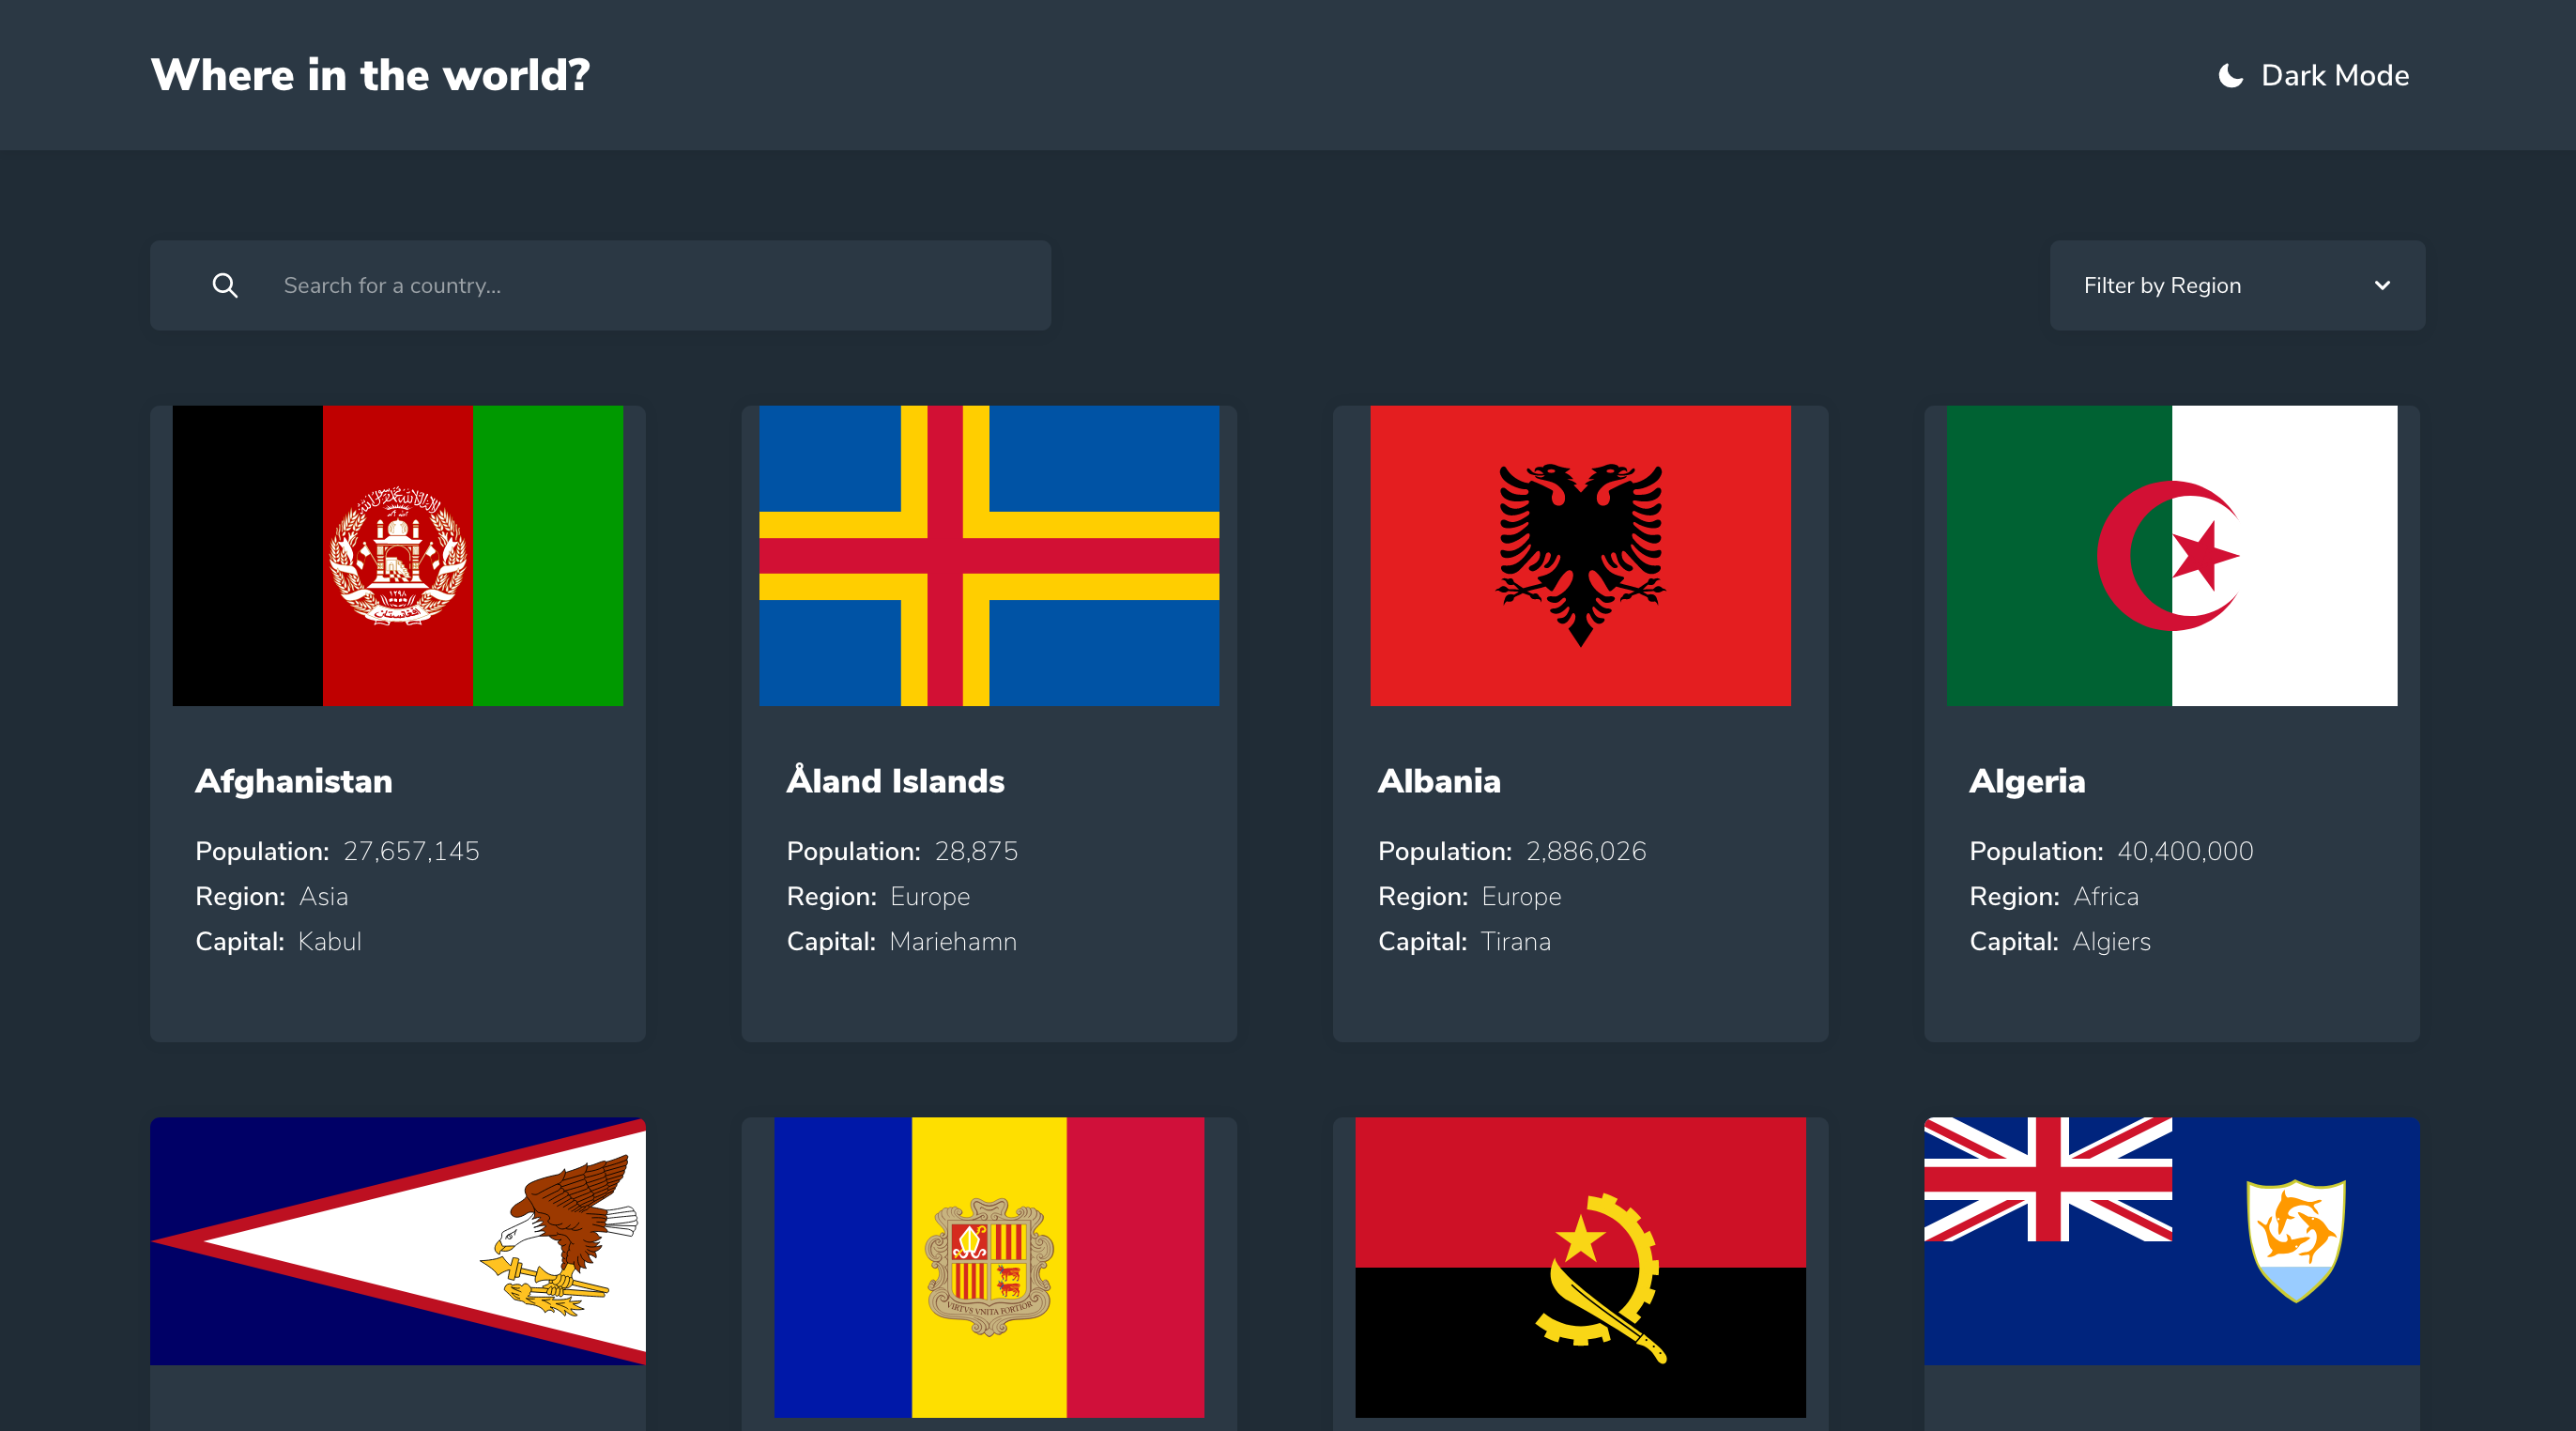 Where in the world?
Dark Mode
Search for a country...
Filter by Region
Afghanistan
Population: 27,657,145
Region: Asia
Capital: Kabul
Åland Islands
Population: 28,875
Region: Europe
Capital: Mariehamn
Albania
Population: 2,886,026
Region: Europe
Capital: Tirana
Algeria
Population: 40,400,000
Region: Africa
Capital: Algiers
VIRTVS VNITA FORTIOR